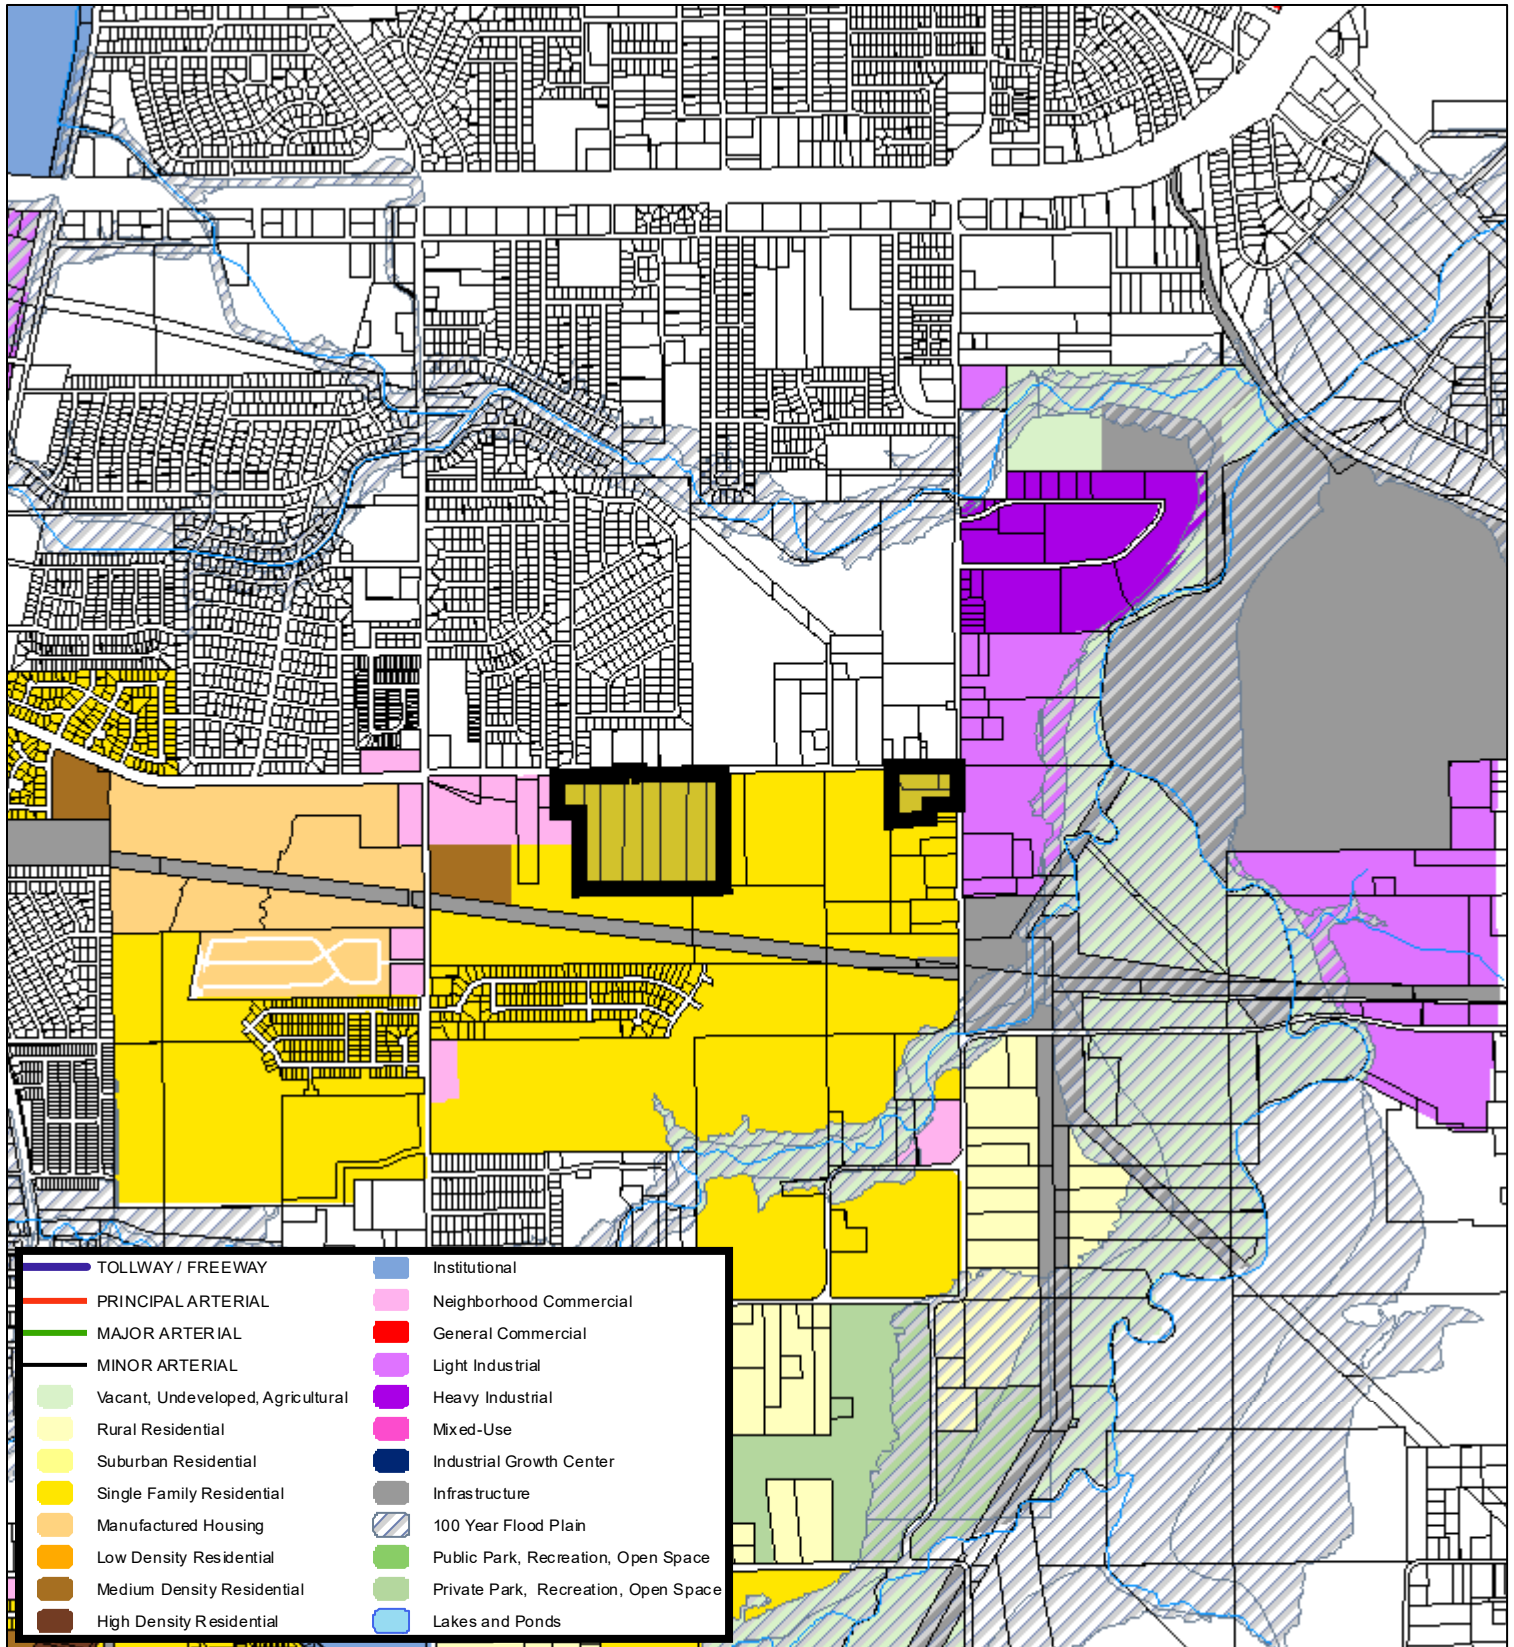 TOLLWAY / FREEWAY
PRINCIPAL ARTERIAL
MAJOR ARTERIAL
MINOR ARTERIAL
Vacant, Undeveloped, Agricultural
Rural Residential
Suburban Residential
Single Family Residential
Manufactured Housing
Low Density Residential
Medium Density Residential
High Density Residential
Institutional
Neighborhood Commercial
General Commercial
Light Industrial
Heavy Industrial
Mixed-Use
Industrial Growth Center
Infrastructure
100 Year Flood Plain
Public Park, Recreation, Open Space
Private Park, Recreation, Open Space
Lakes and Ponds